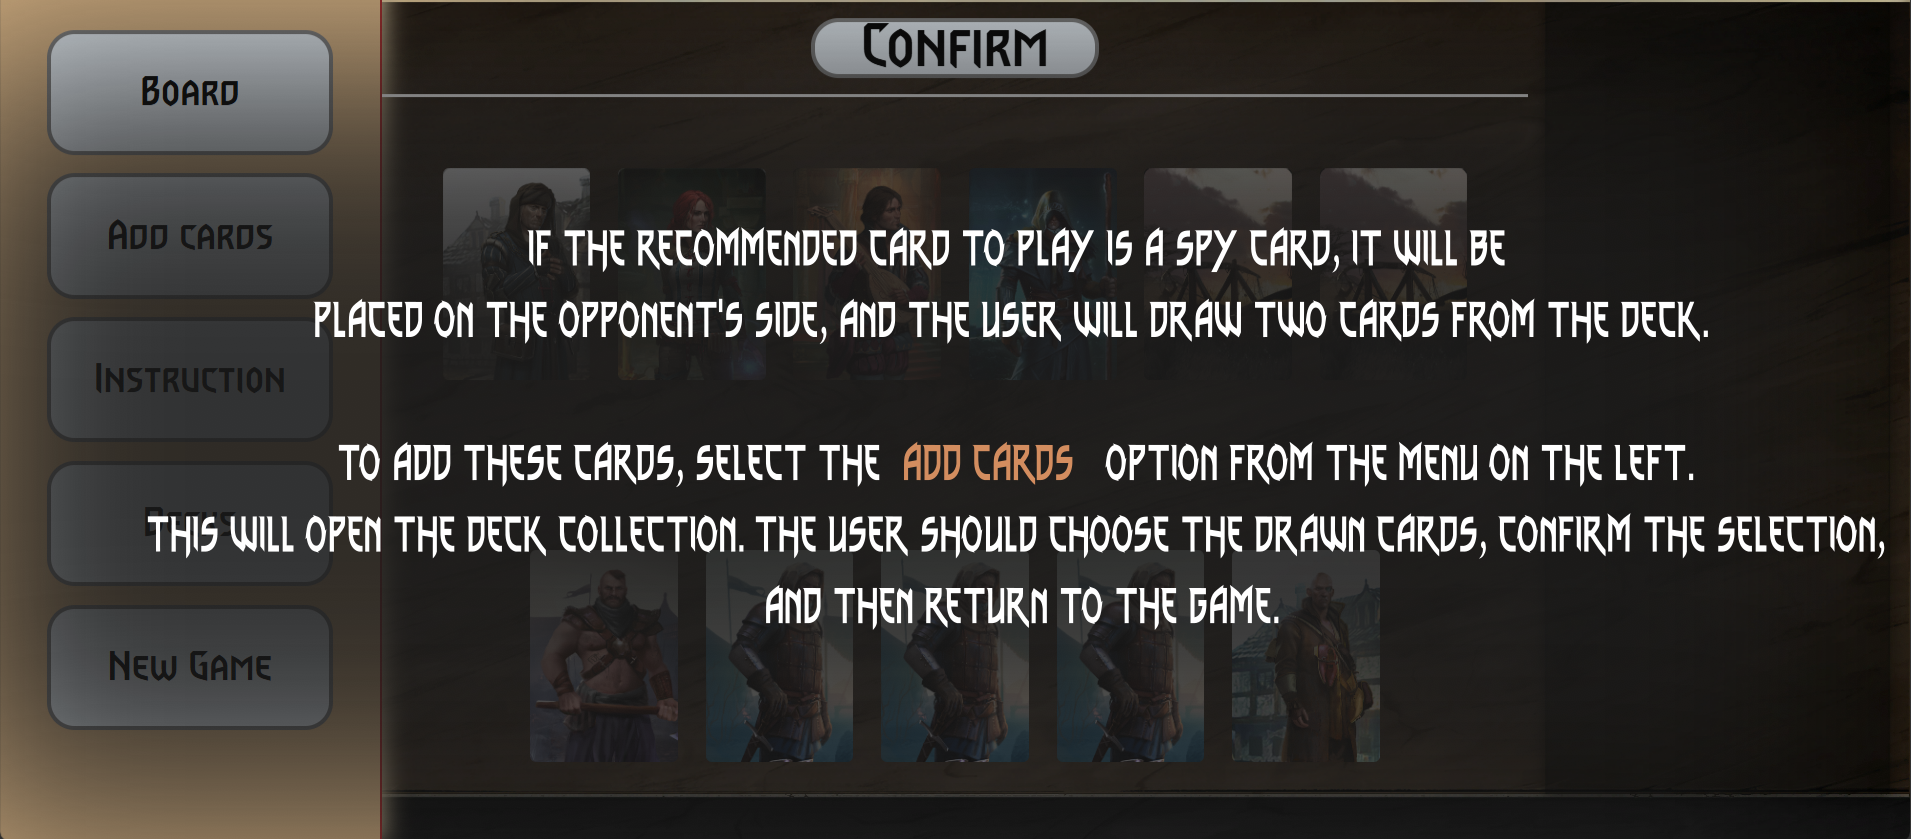 Confirm
Board
Add cards
Instruction
Decks
New Game
If the recommended card to play is a spy card, it will be
placed on the opponent's side, and the user will draw two cards from the deck.
To add these cards, select the Add cards option from the menu on the left.
This will open the deck collection. The user should choose the drawn cards, confirm the selection,
and then return to the game.